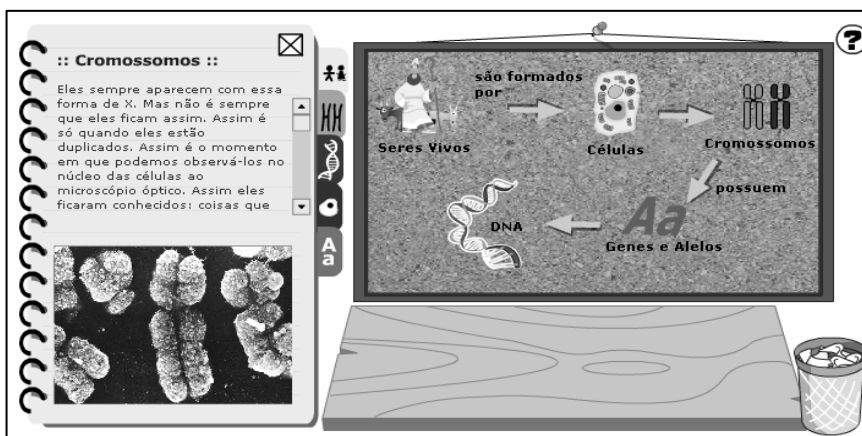 :: Cromossomos ::
Eles sempre aparecem com essa
forma de X. Mas não é sempre
que eles ficam assim. Assim é
só quando eles estão
duplicados. Assim é o momento
em que podemos observá-los no
núcleo das células ao
microscópio óptico. Assim eles
ficaram conhecidos: coisas que
A
a
?
são formados
por
Seres Vivos
Células
Cromossomos
possuem
Aa
Genes e Alelos
DNA